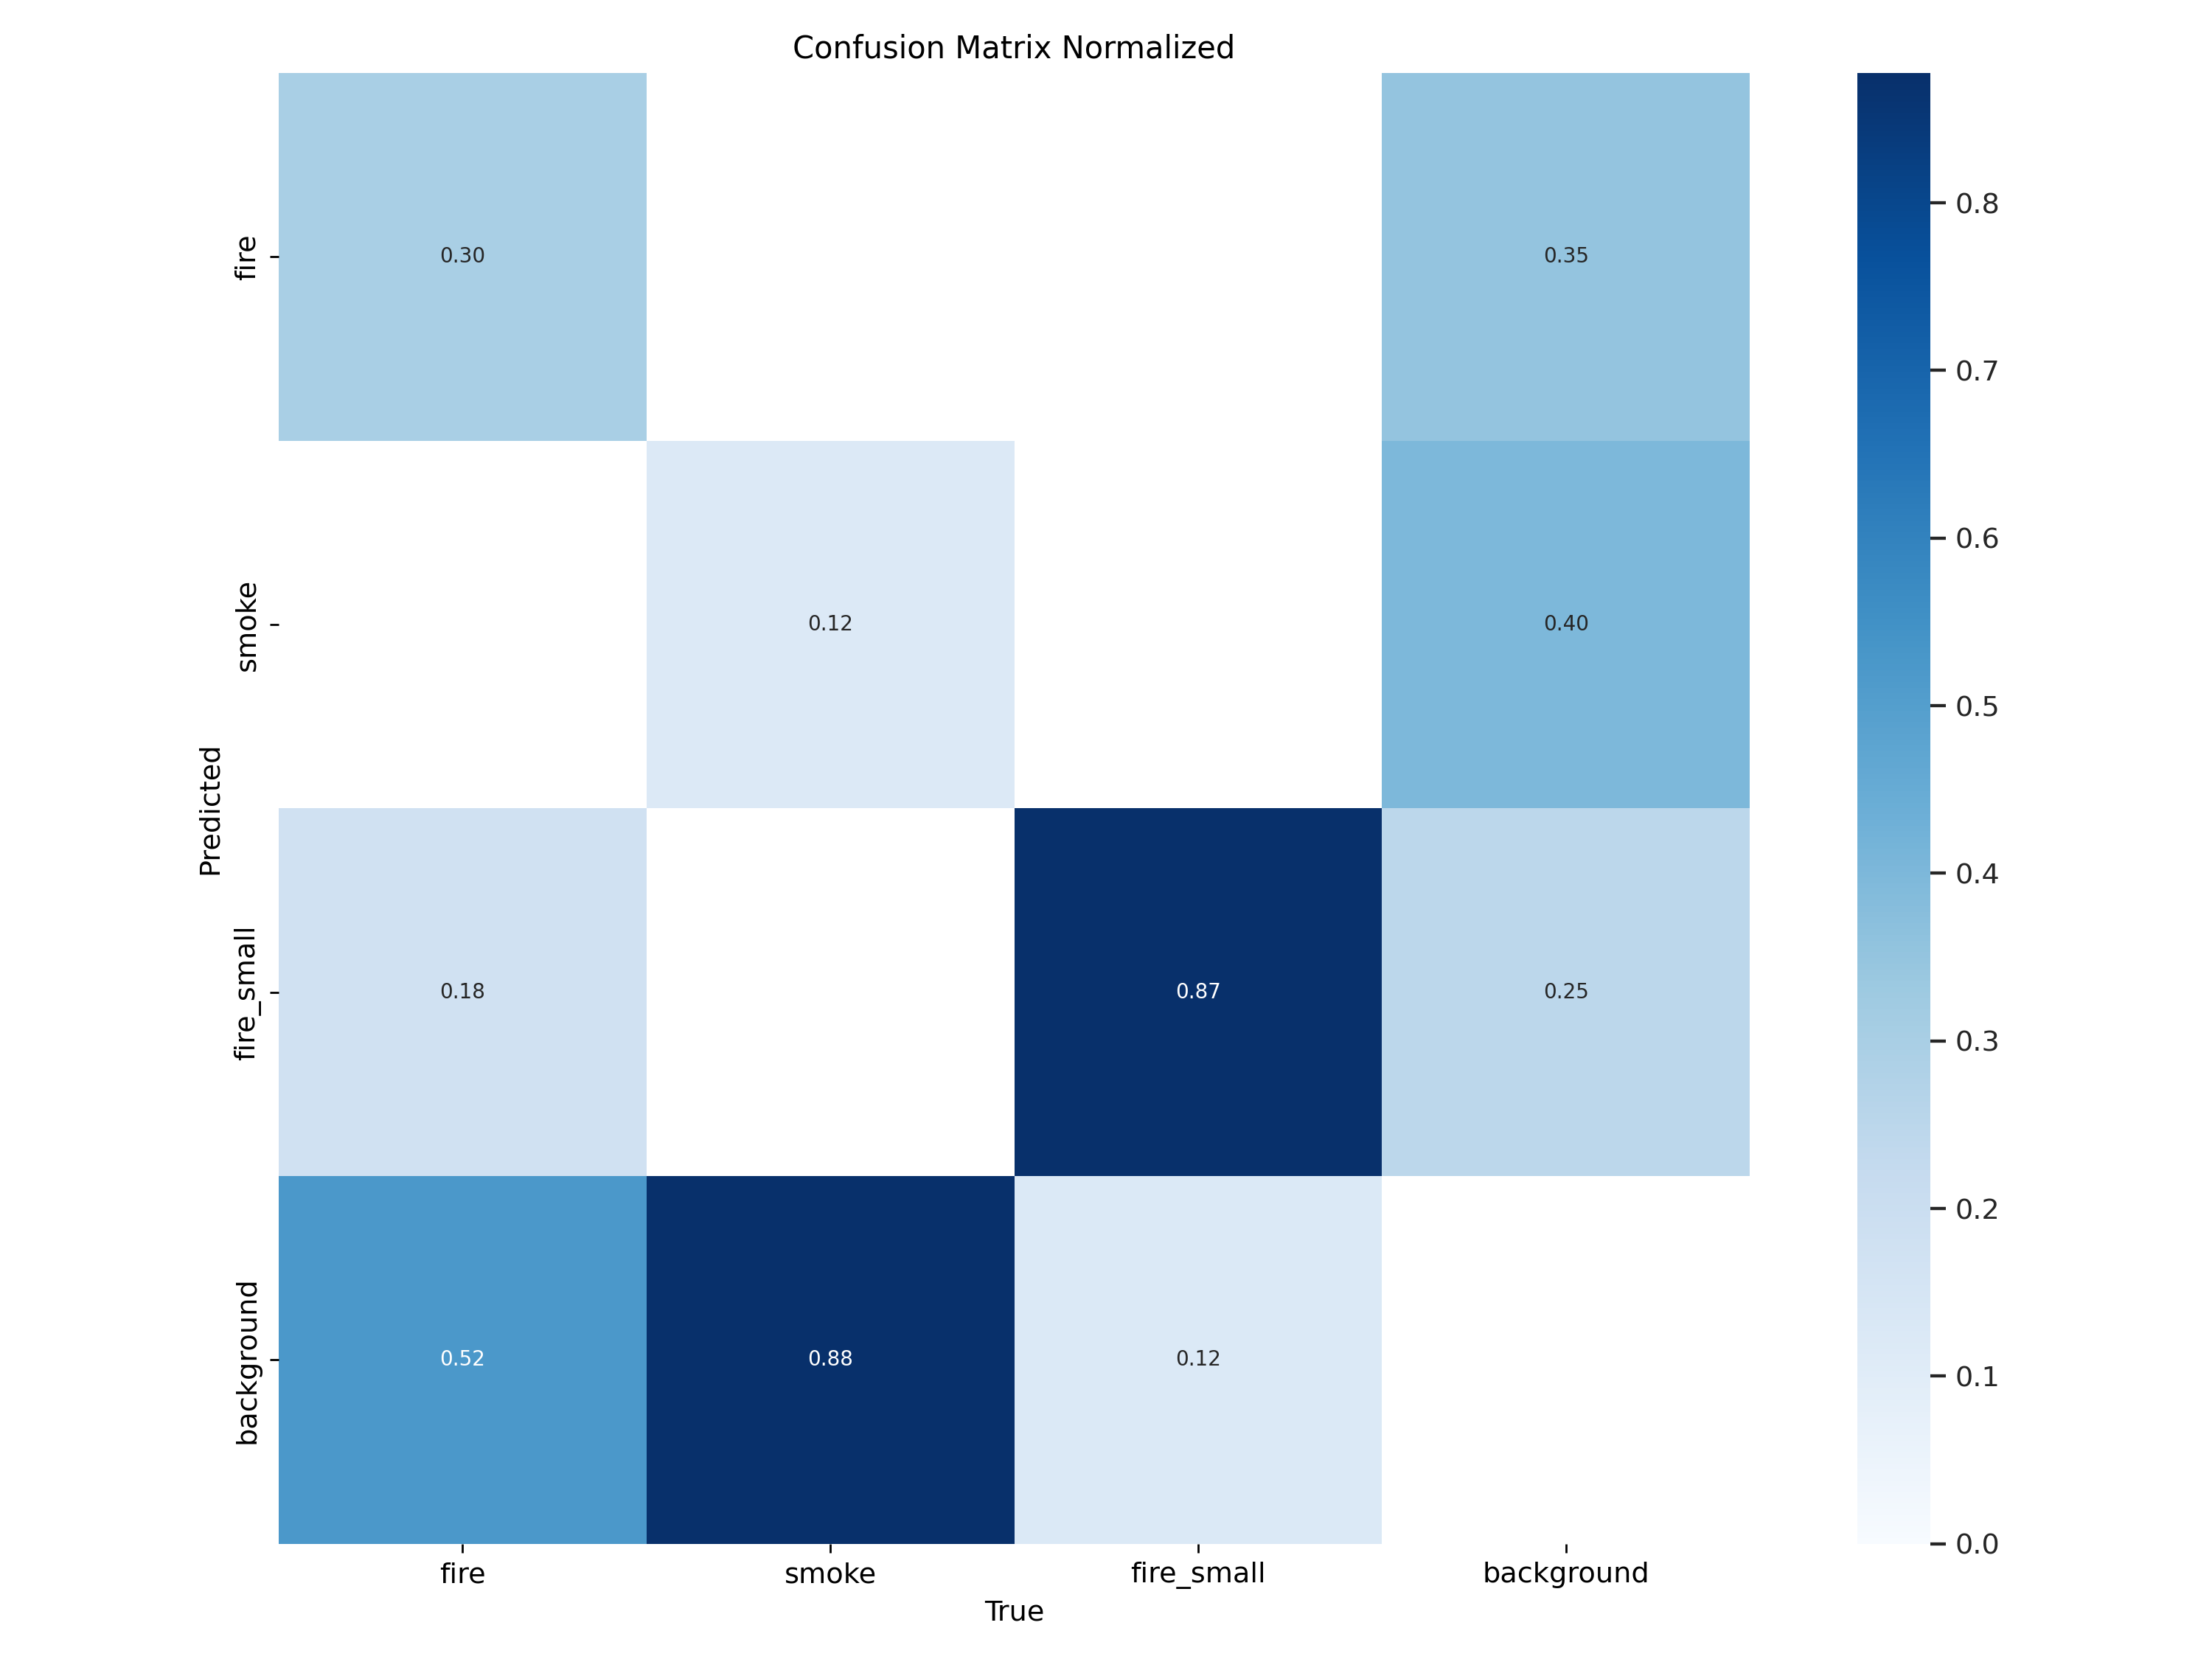 Confusion Matrix Normalized
fire
0.30
0.35
smoke
0.12
0.40
fire_small
0.18
0.87
0.25
background
0.52
0.88
0.12
Predicted
fire
smoke
fire_small
background
True
0.8
0.7
0.6
0.5
0.4
0.3
0.2
0.1
0.0